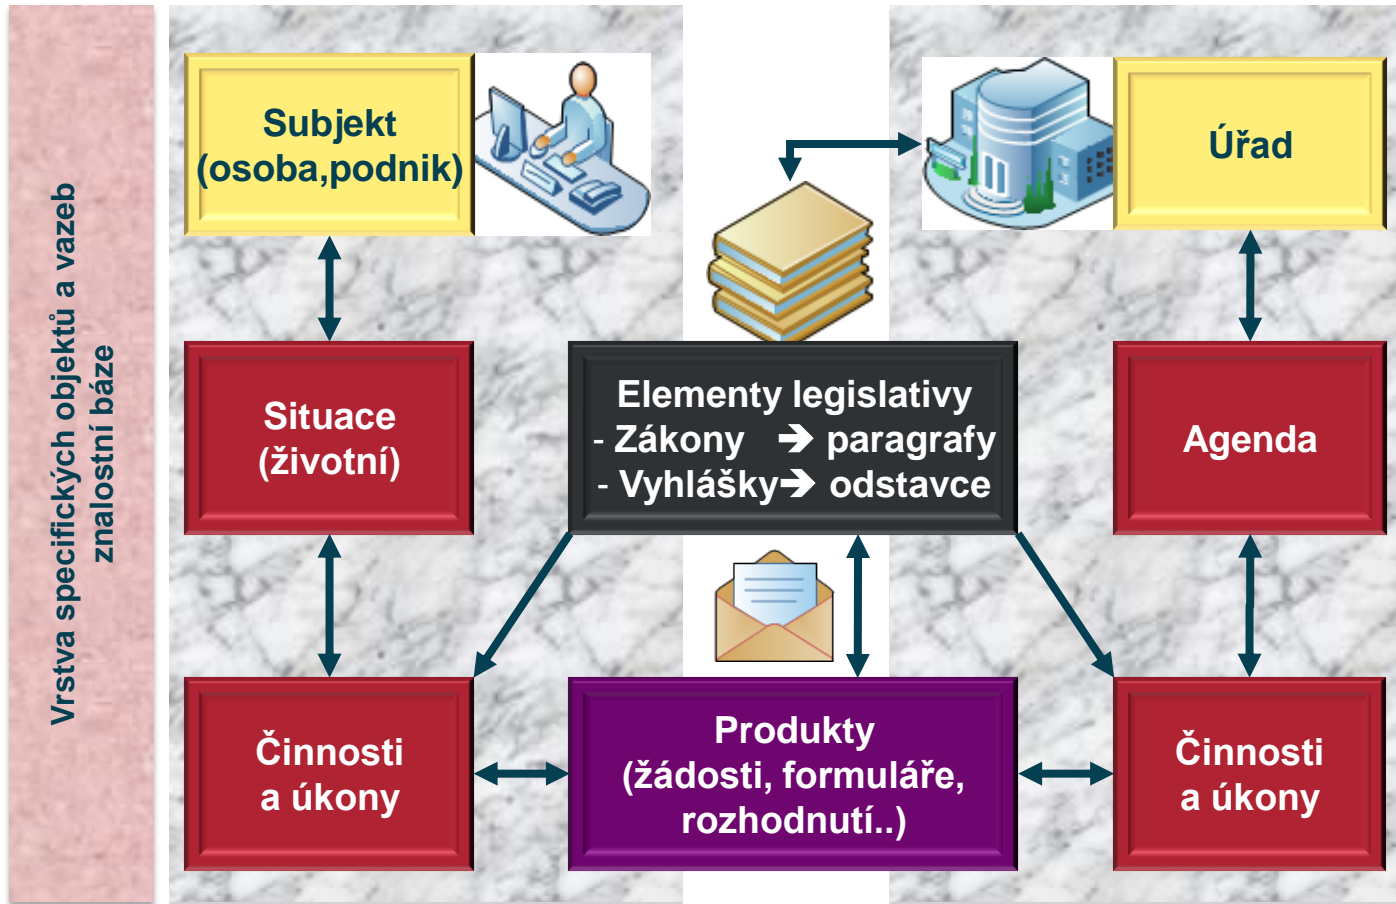 Vrstva specifických objektů a vazeb
znalostní báze
Subjekt
(osoba,podnik)
Úřad
Situace
(životní)
Elementy legislativy
- Zákony ➔ paragrafy
- Vyhlášky➔ odstavce
Agenda
Činnosti
a úkony
Produkty
(žádosti, formuláře,
rozhodnutí..)
Činnosti
a úkony